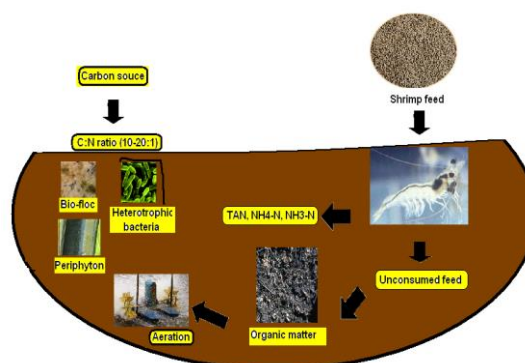 Carbon souce
Shrimp feed
C:N ratio (10-20:1)
Bio-floc
Heterotrophic
bacteria
TAN, NH4-N, NH3-N
Periphyton
Unconsumed feed
Organic matter
Aeration